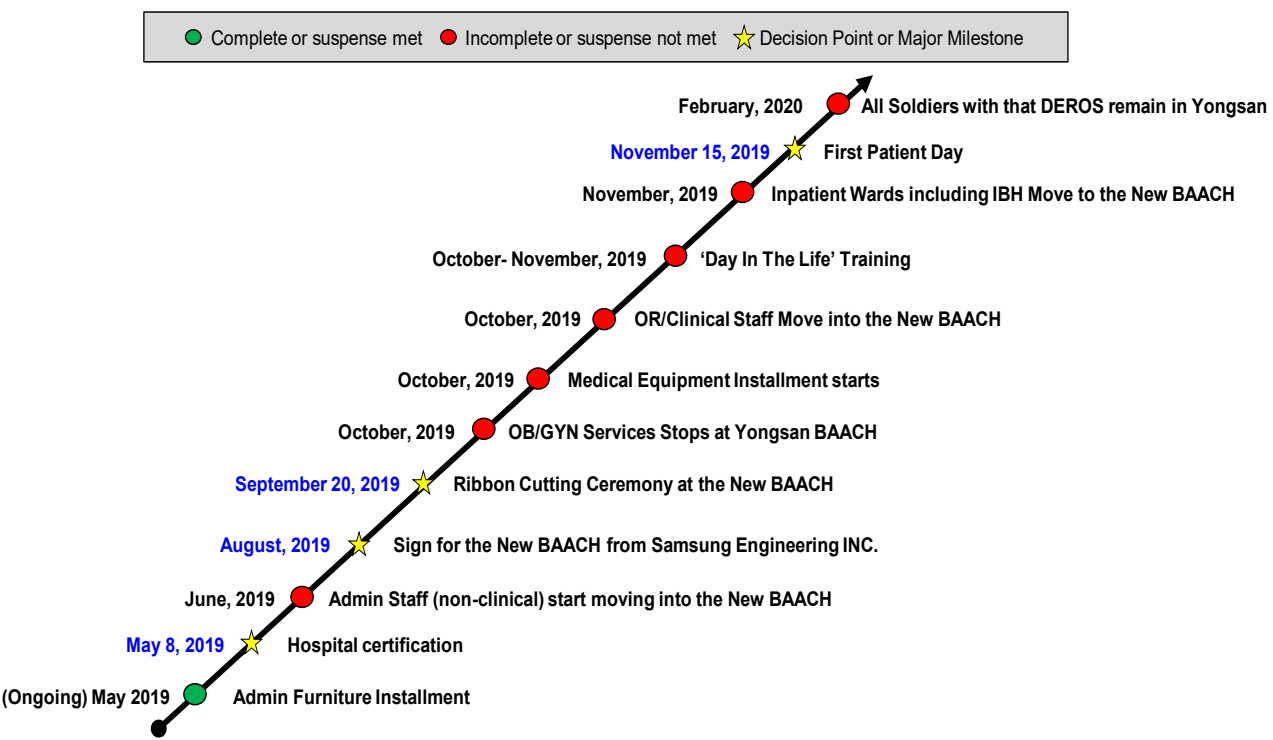 Complete or suspense met Incomplete or suspense not met Decision Point or Major Milestone
February, 2020 All Soldiers with that DEROS remain in Yongsan
November 15, 2019 First Patient Day
November, 2019 Inpatient Wards including IBH Move to the New BAACH
October- November, 2019 ‘Day In The Life’ Training
October, 2019 OR/Clinical Staff Move into the New BAACH
October, 2019 Medical Equipment Installment starts
October, 2019 OB/GYN Services Stops at Yongsan BAACH
September 20, 2019 Ribbon Cutting Ceremony at the New BAACH
August, 2019 Sign for the New BAACH from Samsung Engineering INC.
June, 2019 Admin Staff (non-clinical) start moving into the New BAACH
May 8, 2019 Hospital certification
(Ongoing) May 2019 Admin Furniture Installment